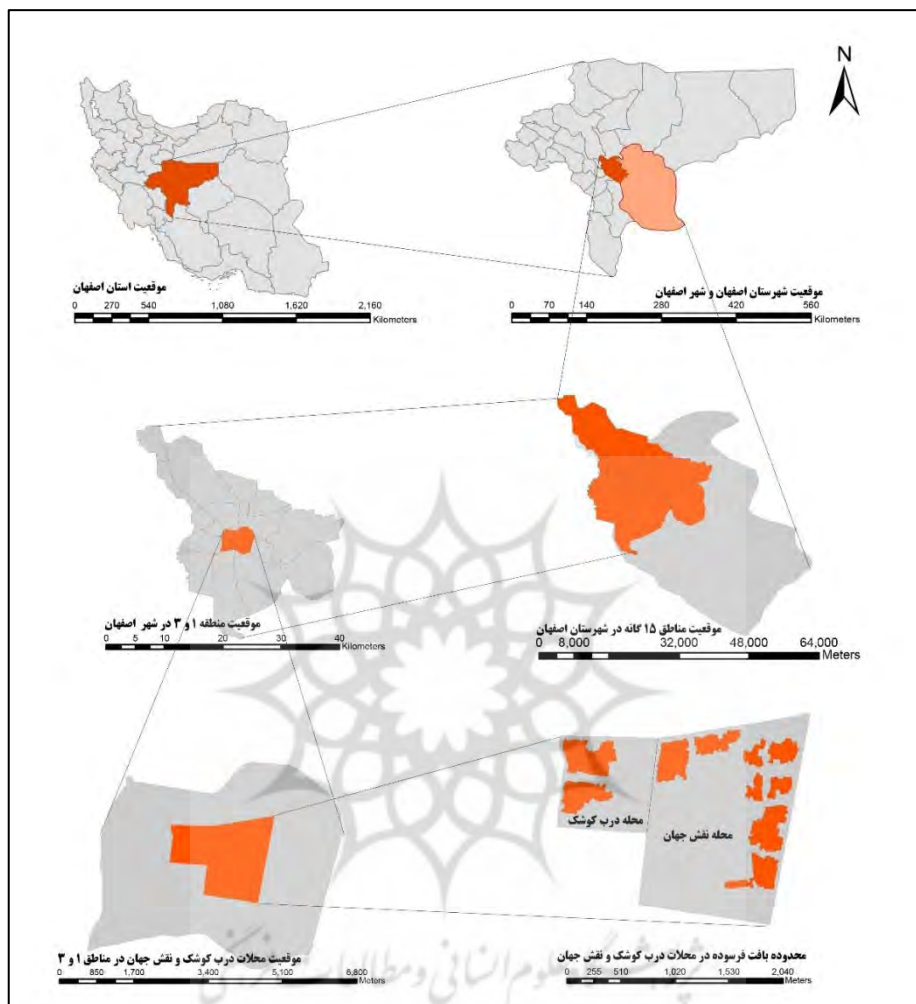 N
موقعیت استان اصفهان
0 270 540 1,080 1,620 2,160
Kilometers
موقعیت شهرستان اصفهان و شهر اصفهان
0 70 140 280 420 560
Kilometers
موقعیت منطقه ۱ و ۳ در شهر اصفهان
0 5 10 20 30 40
Kilometers
موقعیت مناطق ۱۵ گانه در شهرستان اصفهان
0 8,000 32,000 48,000 64,000
Meters
محله درب کوشک
محله نقش جهان
موقعیت محلات درب کوشک و نقش جهان در مناطق ۱ و ۳
0 850 1,700 3,400 5,100 6,800
Meters
محدوده بافت فرسوده در محلات درب کوشک و نقش جهان
0 255 510 1,020 1,530 2,040
Meters
پژوهشگاه علوم انسانی و مطالعات فرهنگی